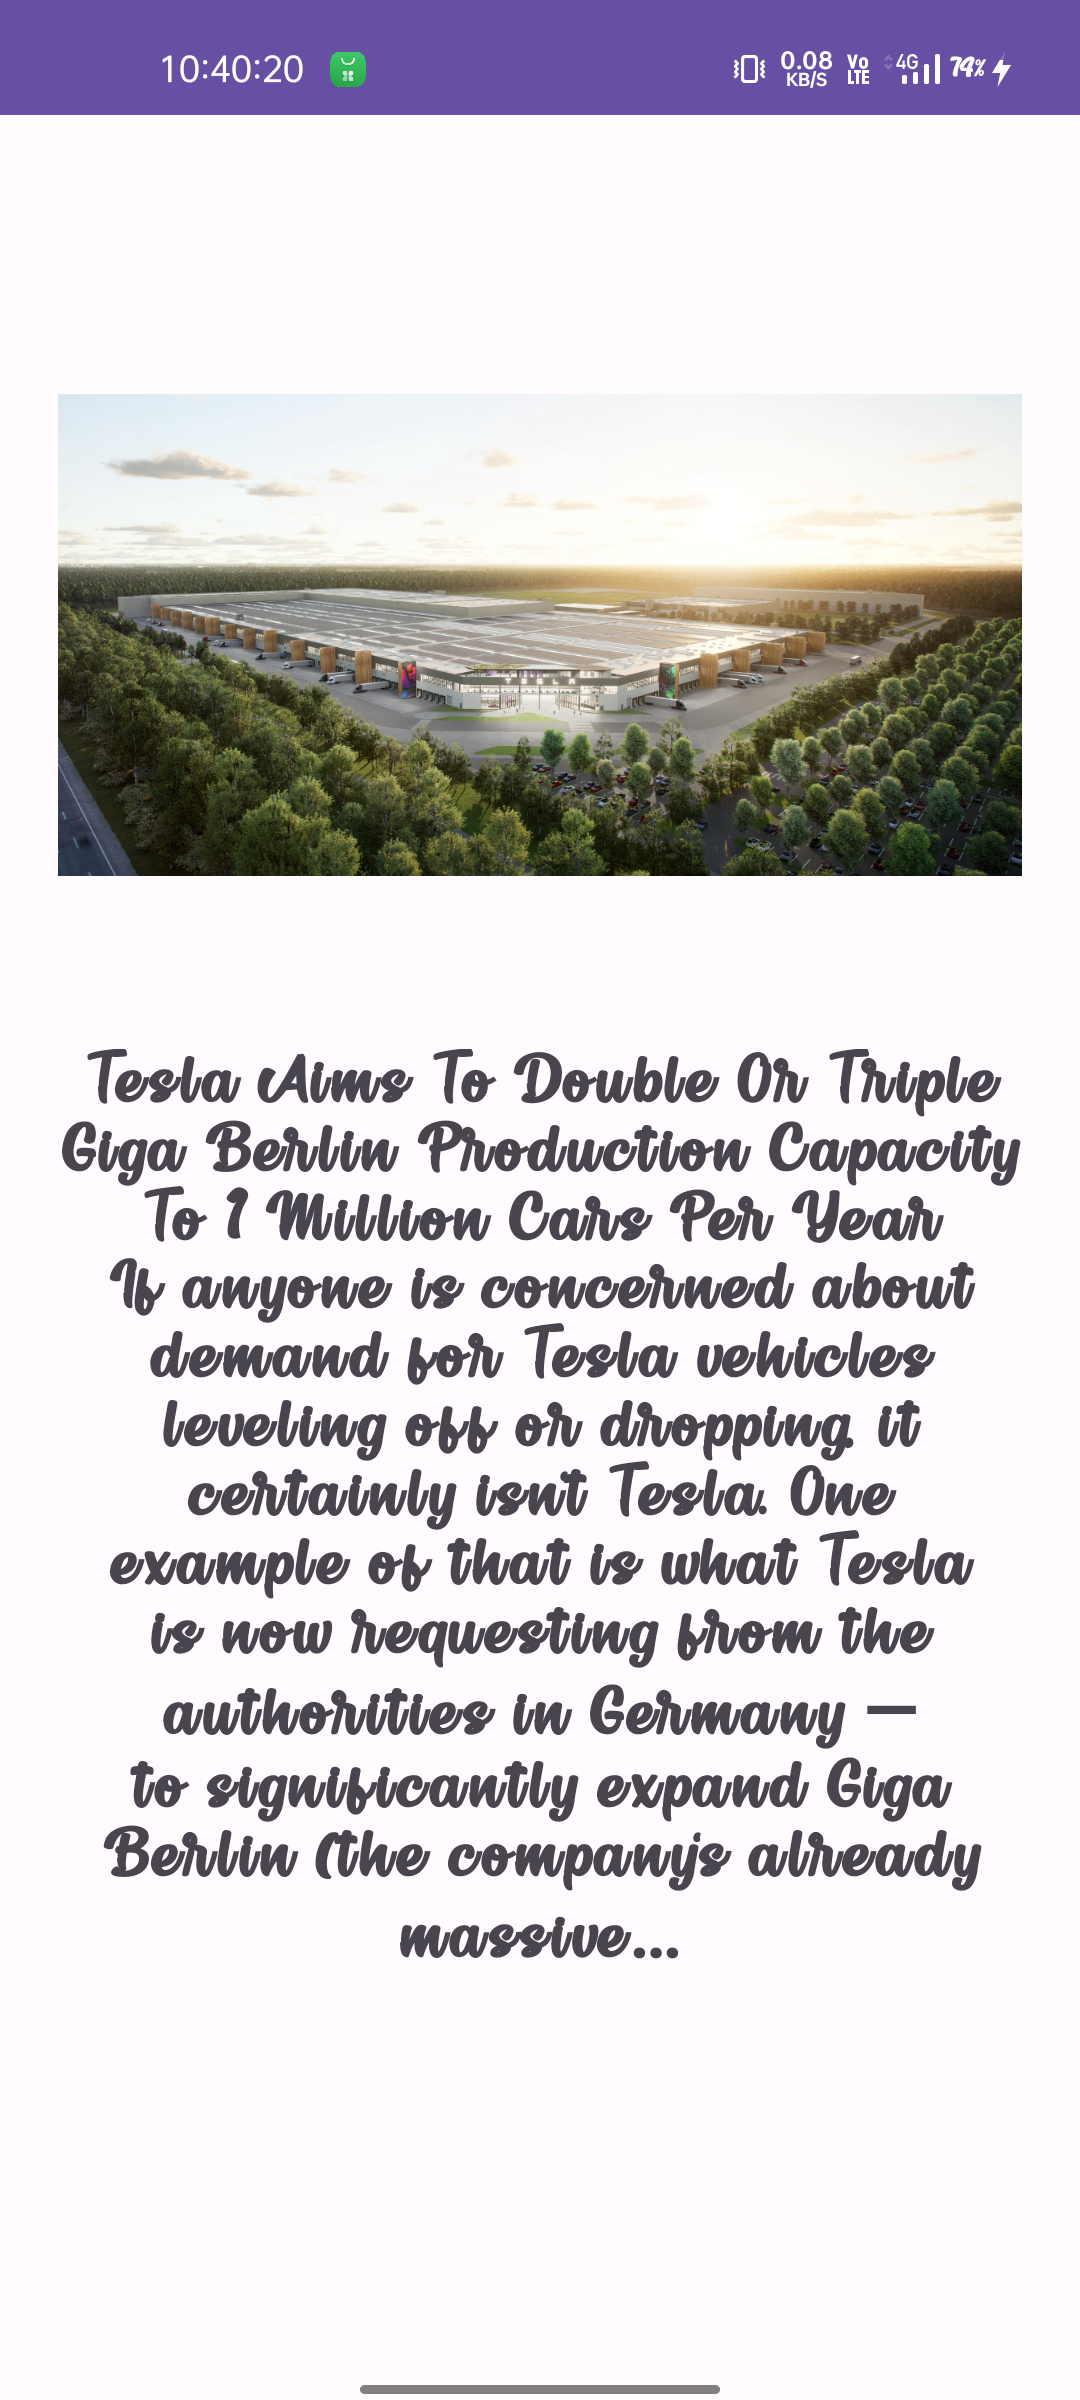 10:40:20
0.08 KB/S Vo LTE 4G 79%
TESLA
Tesla Aims To Double Or Triple
Giga Berlin Production Capacity
To 1 Million Cars Per Year
If anyone is concerned about
demand for Tesla vehicles
leveling off or dropping, it
certainly isn't Tesla. One
example of that is what Tesla
is now requesting from the
authorities in Germany —
to significantly expand Giga
Berlin (the company's already
massive...